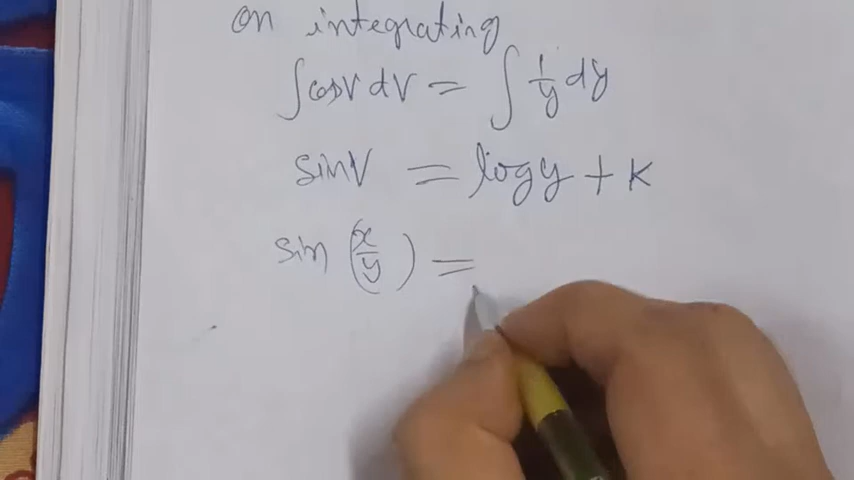 on integrating
∫cosV dV = ∫ 1/y dy
sinV = logy + K
sin (x/y) =